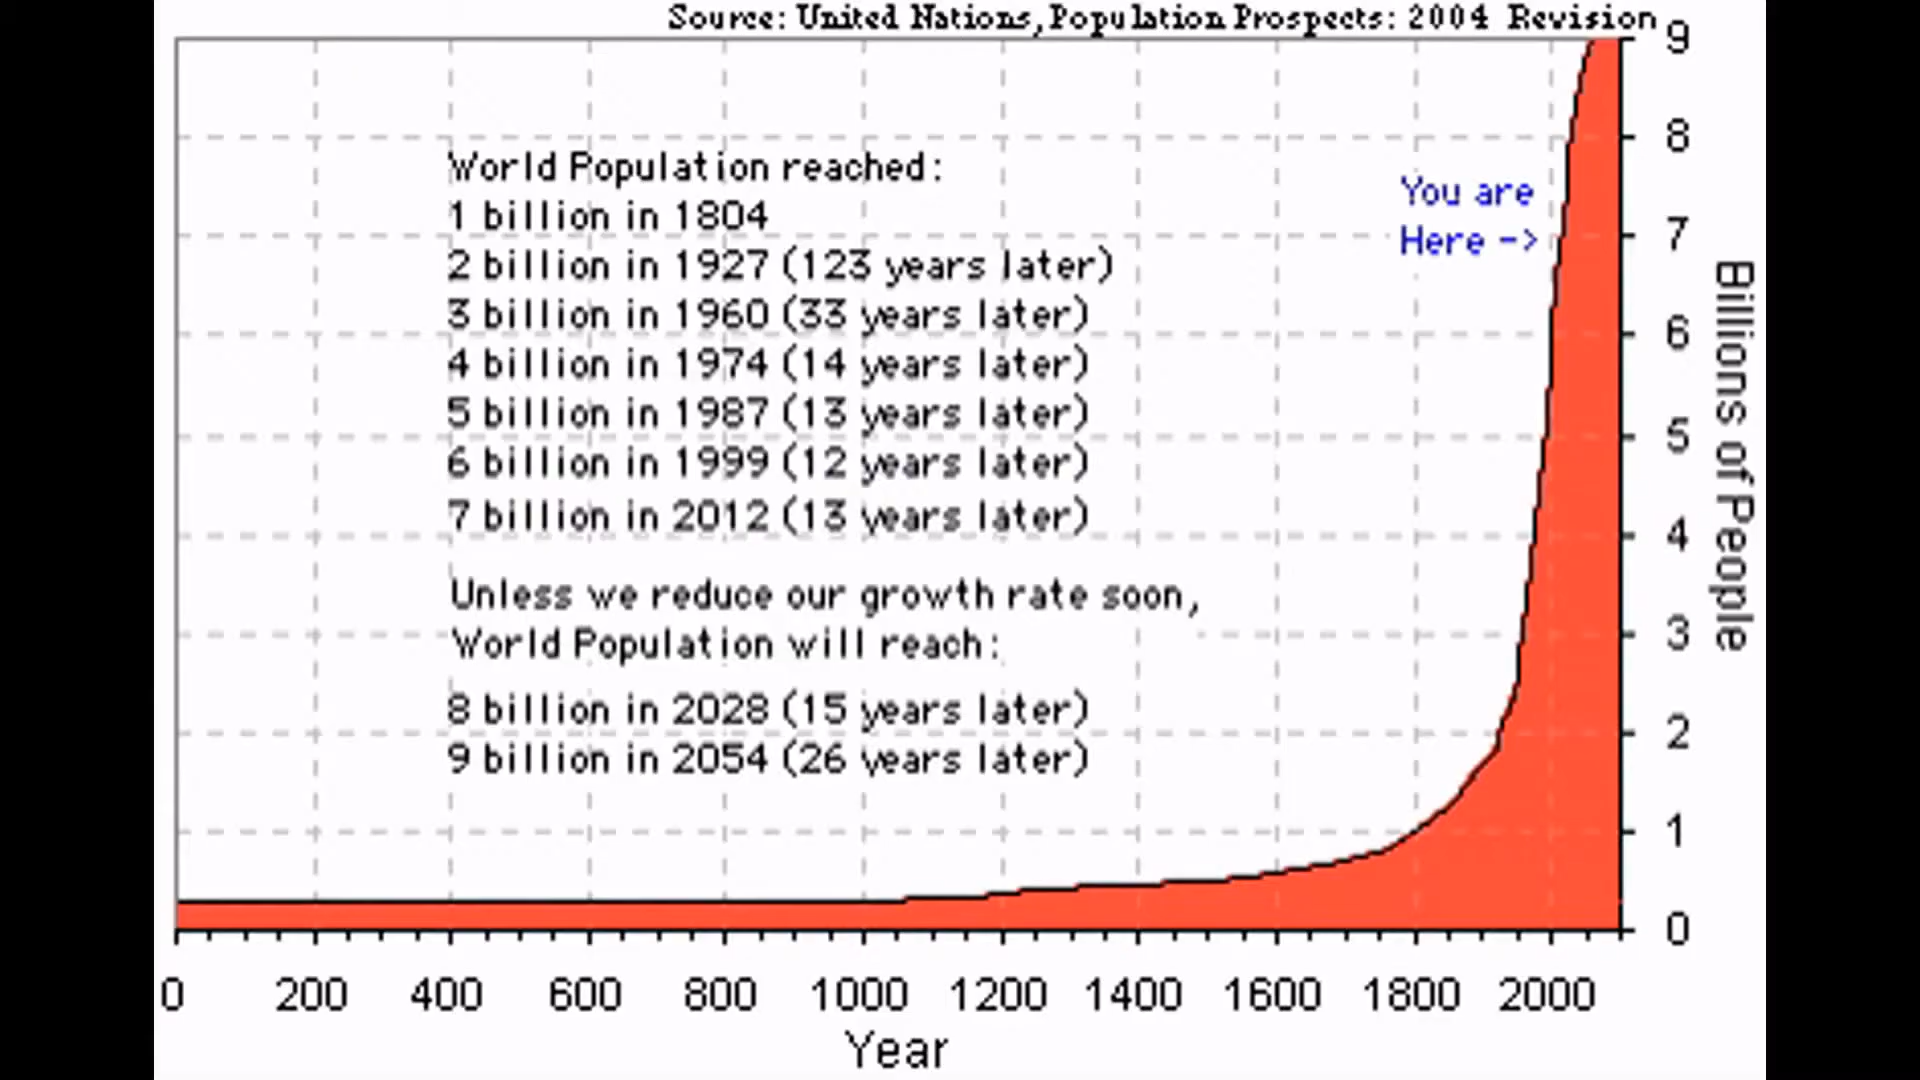 Source: United Nations, Population Prospects: 2004 Revision
World Population reached:
1 billion in 1804
2 billion in 1927 (123 years later)
3 billion in 1960 (33 years later)
4 billion in 1974 (14 years later)
5 billion in 1987 (13 years later)
6 billion in 1999 (12 years later)
7 billion in 2012 (13 years later)
Unless we reduce our growth rate soon,
World Population will reach:
8 billion in 2028 (15 years later)
9 billion in 2054 (26 years later)
You are
Here ->
9
8
7
6
5
4
3
2
1
0
Billions of People
0 200 400 600 800 1000 1200 1400 1600 1800 2000
Year